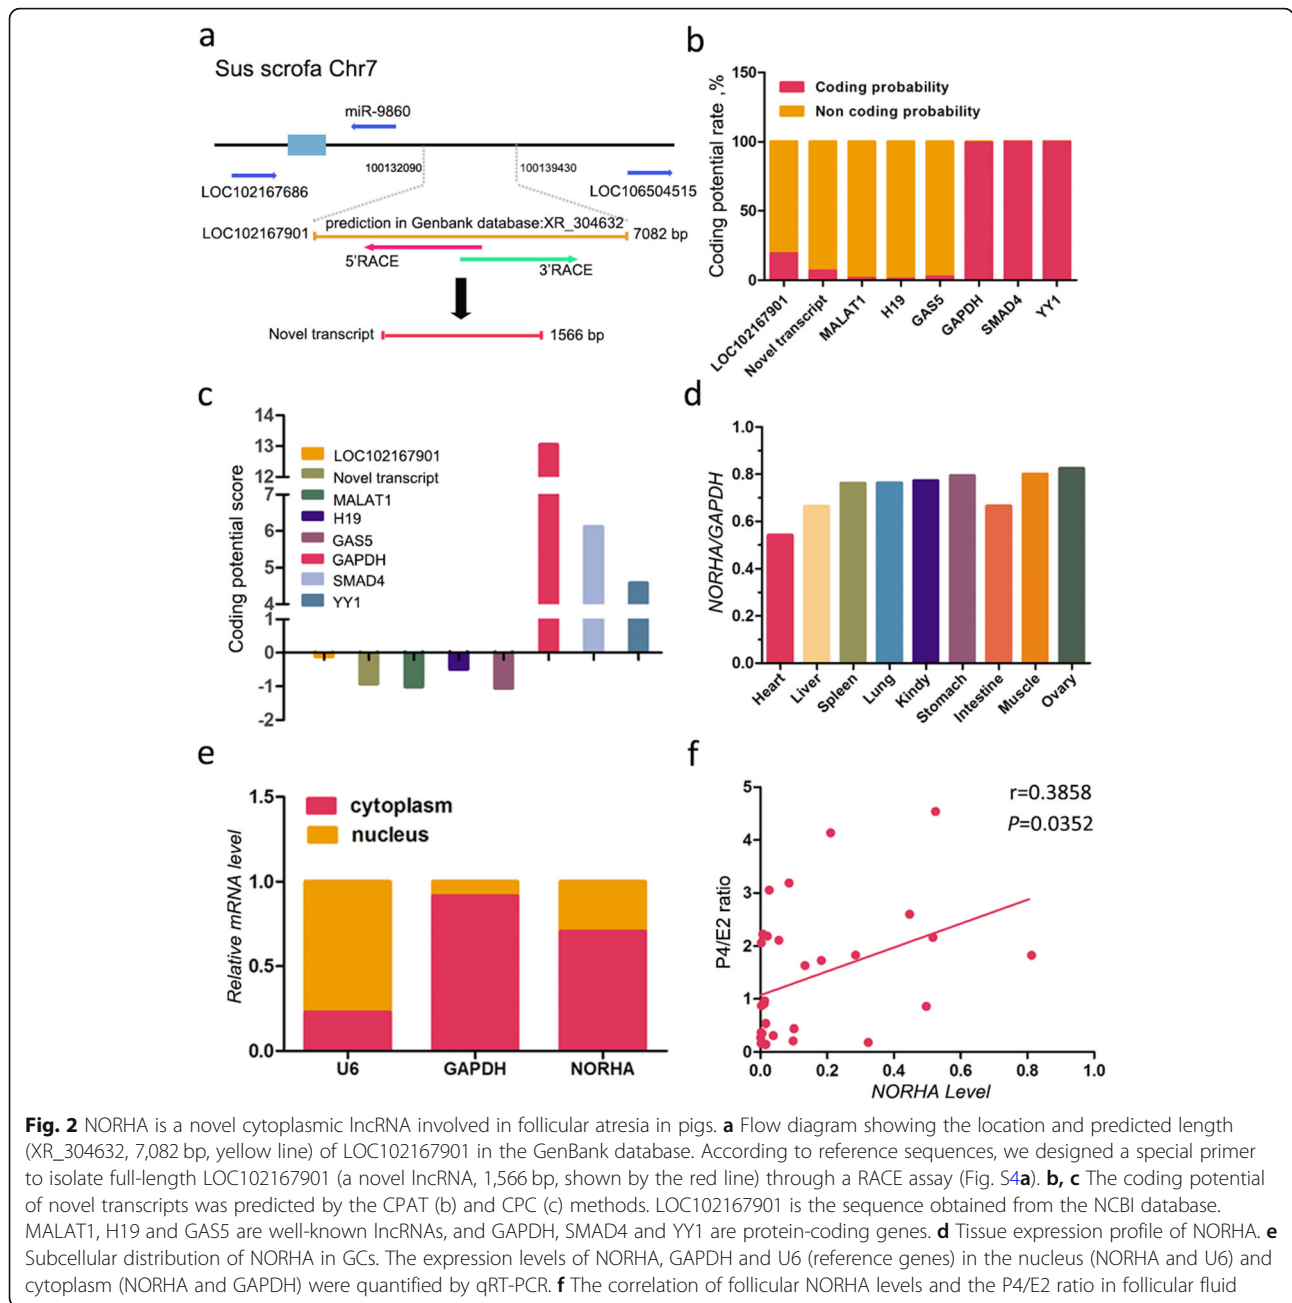 a
Sus scrofa Chr7
miR-9860
100132090
100139430
LOC102167686
LOC106504515
prediction in Genbank database:XR_304632
LOC102167901
7082 bp
5'RACE
3'RACE
Novel transcript
1566 bp
b
Coding potential rate , %
150
100
50
0
Coding probability
Non coding probability
LOC102167901
Novel transcript
MALAT1
H19
GAS5
GAPDH
SMAD4
YY1
c
Coding potential score
14
13
12
7
6
5
4
1
0
-1
-2
LOC102167901
Novel transcript
MALAT1
H19
GAS5
GAPDH
SMAD4
YY1
d
NORHA/GAPDH
1.0
0.8
0.6
0.4
0.2
0.0
Heart
Liver
Spleen
Lung
Kindy
Stomach
Intestine
Muscle
Ovary
e
Relative mRNA level
1.5
1.0
0.5
0.0
cytoplasm
nucleus
U6
GAPDH
NORHA
f
P4/E2 ratio
5
4
3
2
1
0
r=0.3858
P=0.0352
0.0
0.2
0.4
0.6
0.8
1.0
NORHA Level
Fig. 2 NORHA is a novel cytoplasmic lncRNA involved in follicular atresia in pigs. a Flow diagram showing the location and predicted length
(XR_304632, 7,082 bp, yellow line) of LOC102167901 in the GenBank database. According to reference sequences, we designed a special primer
to isolate full-length LOC102167901 (a novel lncRNA, 1,566 bp, shown by the red line) through a RACE assay (Fig. S4a). b, c The coding potential
of novel transcripts was predicted by the CPAT (b) and CPC (c) methods. LOC102167901 is the sequence obtained from the NCBI database.
MALAT1, H19 and GAS5 are well-known lncRNAs, and GAPDH, SMAD4 and YY1 are protein-coding genes. d Tissue expression profile of NORHA. e
Subcellular distribution of NORHA in GCs. The expression levels of NORHA, GAPDH and U6 (reference genes) in the nucleus (NORHA and U6) and
cytoplasm (NORHA and GAPDH) were quantified by qRT-PCR. f The correlation of follicular NORHA levels and the P4/E2 ratio in follicular fluid